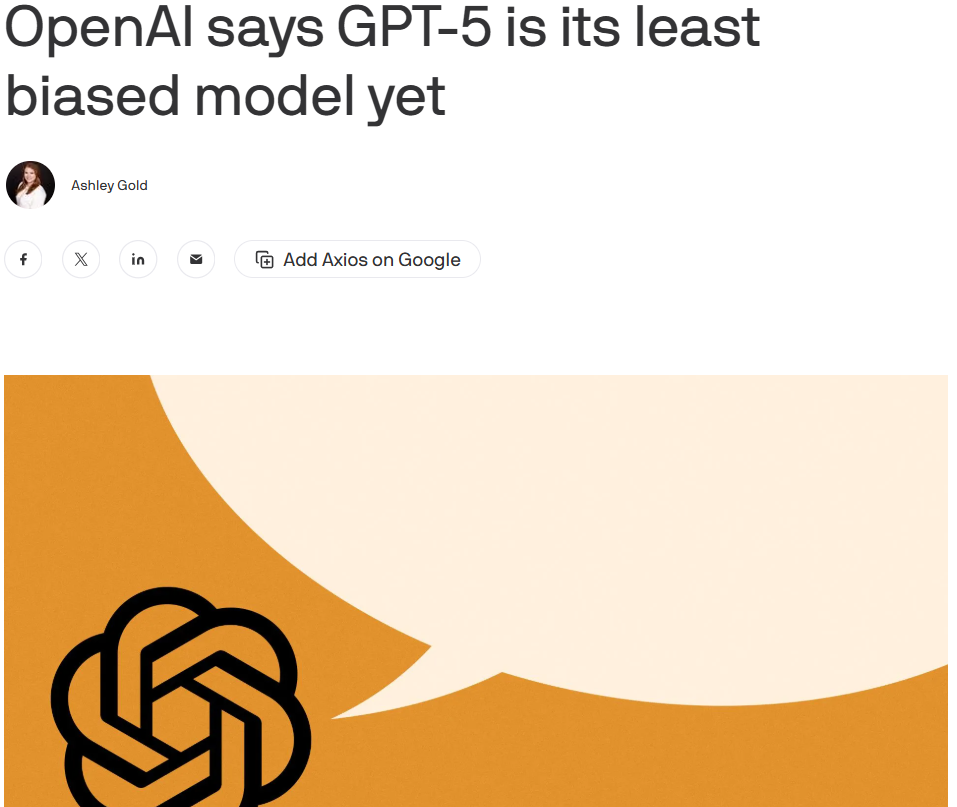 OpenAI says GPT-5 is its least
biased model yet
Ashley Gold
Add Axios on Google